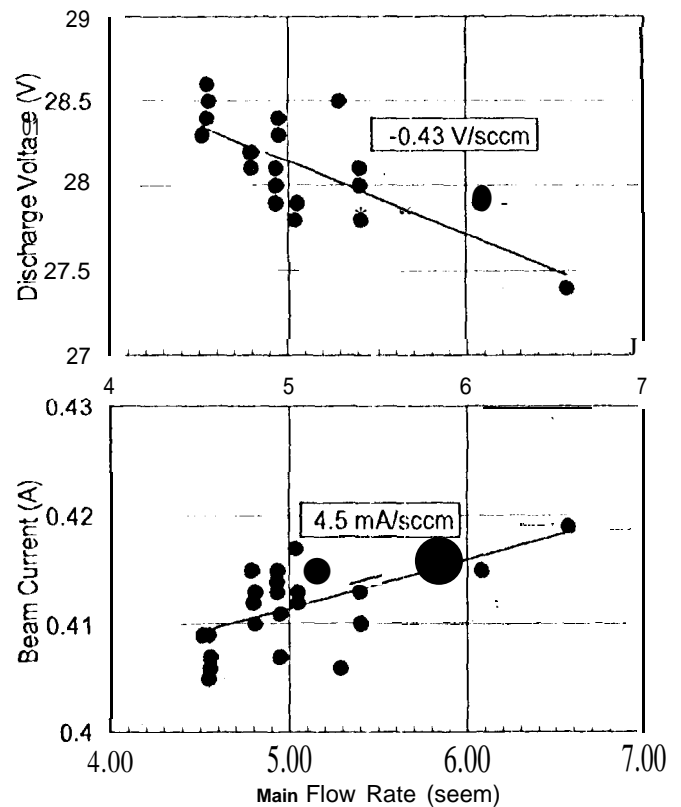 29
28.5
28
27.5
27
Discharge Voltage (V)
-0.43 V/sccm
J
4 5 6 7
0.43
0.42
0.41
0.4
Beam Current (A)
4.5 mA/sccm
4.00 5.00 6.00 7.00
Main Flow Rate (seem)